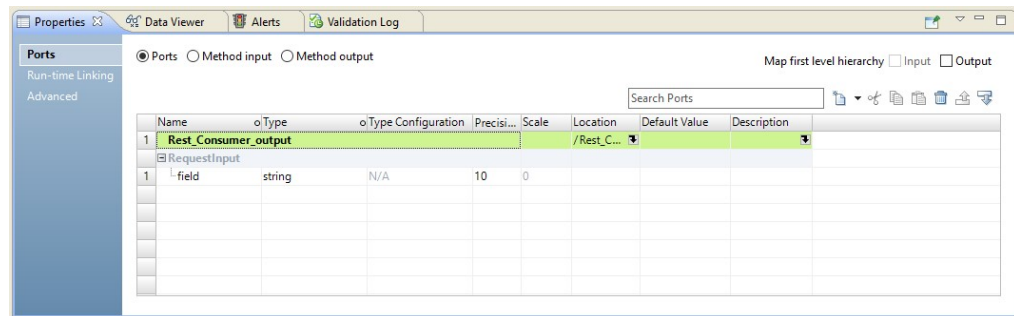 Properties Data Viewer Alerts Validation Log
Ports Ports Method input Method output
Map first level hierarchy Input Output
Run-time Linking
Advanced
Search Ports
Name o Type o Type Configuration Precisi... Scale Location Default Value Description
1 Rest_Consumer_output /Rest_C...
RequestInput
1 field string N/A 10 0